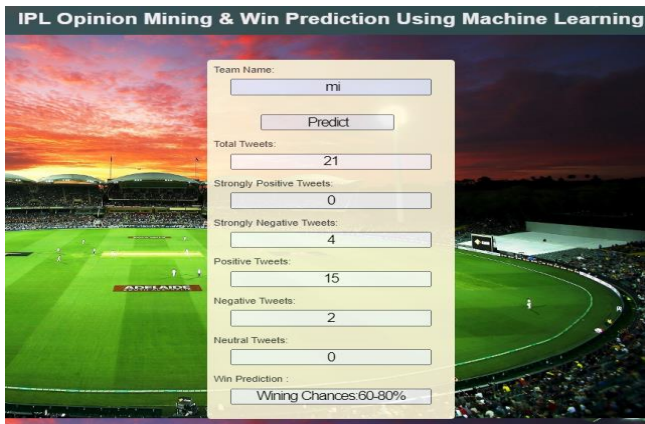 IPL Opinion Mining & Win Prediction Using Machine Learning
Team Name:
mi
Predict
Total Tweets:
21
Strongly Positive Tweets:
0
Strongly Negative Tweets:
4
Positive Tweets:
15
ADELAIDE
Negative Tweets:
2
Neutral Tweets:
0
Win Prediction :
Wining Chances:60-80%